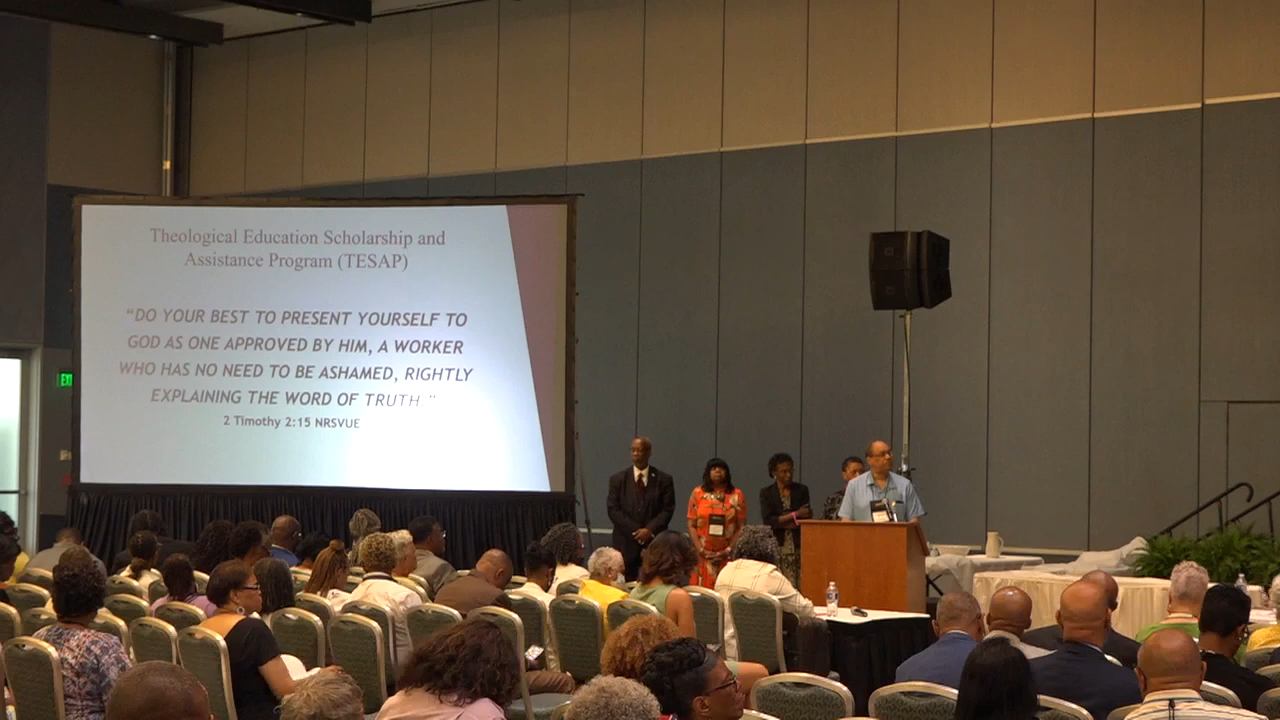 Theological Education Scholarship and
Assistance Program (TESAP)
“DO YOUR BEST TO PRESENT YOURSELF TO
GOD AS ONE APPROVED BY HIM, A WORKER
WHO HAS NO NEED TO BE ASHAMED, RIGHTLY
EXPLAINING THE WORD OF TRUTH.”
2 Timothy 2:15 NRSVUE
EXIT